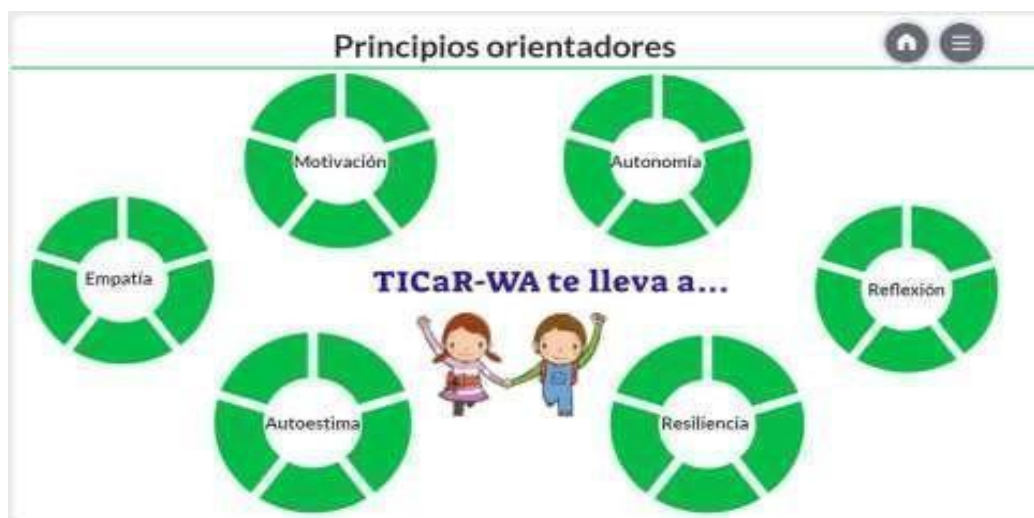 Principios orientadores
Motivación
Autonomía
Empatía
TICaR-WA te lleva a...
Reflexión
Autoestima
Resiliencia